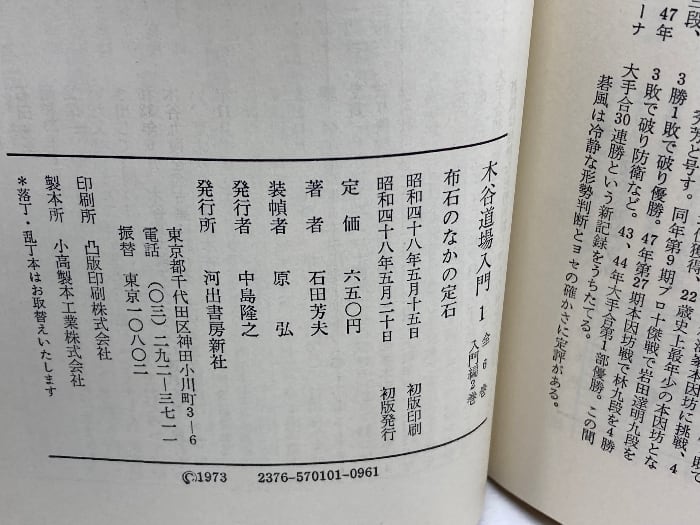 三段、
47年
ーナ
秀芳と号す。同年第9期プロ十傑戦で岩田達明九段を
3勝1敗で破り優勝。47年第27期本因坊戦で林九段を4勝
3敗で破り防衛など。43、44年大手合第1部優勝。この間
大手合30連勝という新記録をうちたてる。
碁風は冷静な形勢判断とヨセの確かさに定評がある。
木谷道場入門 1 全6巻 入門編2巻
布石のなかの定石
昭和四十八年五月十五日 初版印刷
昭和四十八年五月二十日 初版発行
定価 六五〇円
著者 石田芳夫
装幀者 原弘
発行者 中島隆之
発行所 河出書房新社
東京都千代田区神田小川町3―6
電話 (〇三)二九二―三七一一
振替 東京一〇八〇二
印刷所 凸版印刷株式会社
製本所 小高製本工業株式会社
*落丁・乱丁本はお取替えいたします
©1973 2376-570101-0961